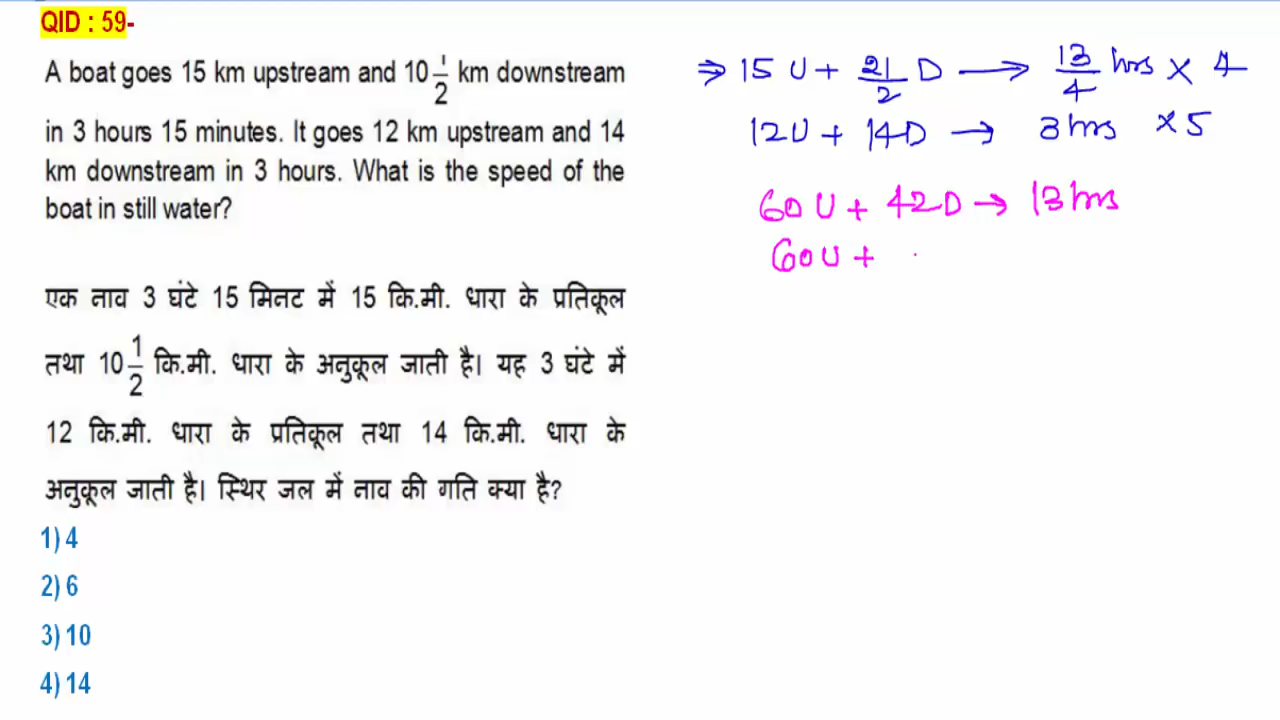 QID : 59-
A boat goes 15 km upstream and 10 1/2 km downstream
in 3 hours 15 minutes. It goes 12 km upstream and 14
km downstream in 3 hours. What is the speed of the
boat in still water?
एक नाव 3 घंटे 15 मिनट में 15 कि.मी. धारा के प्रतिकूल
तथा 10 1/2 कि.मी. धारा के अनुकूल जाती है। यह 3 घंटे में
12 कि.मी. धारा के प्रतिकूल तथा 14 कि.मी. धारा के
अनुकूल जाती है। स्थिर जल में नाव की गति क्या है?
1) 4
2) 6
3) 10
4) 14
⇒ 15 U + 21/2 D → 13/4 hrs × 4
12U + 14D → 3 hrs × 5
60 U + 42D → 13 hrs
60U +